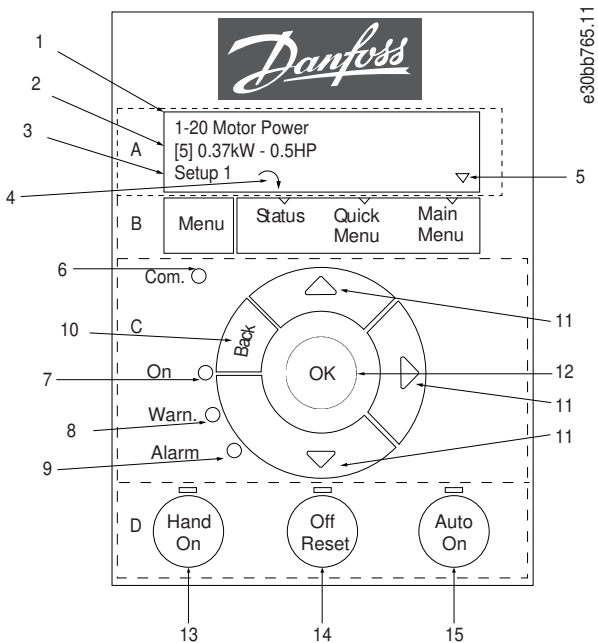 e30bb765.11
Danfoss
1
2
3
4
5
A
1-20 Motor Power
[5] 0.37kW - 0.5HP
Setup 1
B
Menu
Status
Quick
Menu
Main
Menu
6
Com.
C
10
Back
11
7
On
OK
12
11
8
Warn.
11
9
Alarm
D
Hand
On
Off
Reset
Auto
On
13
14
15